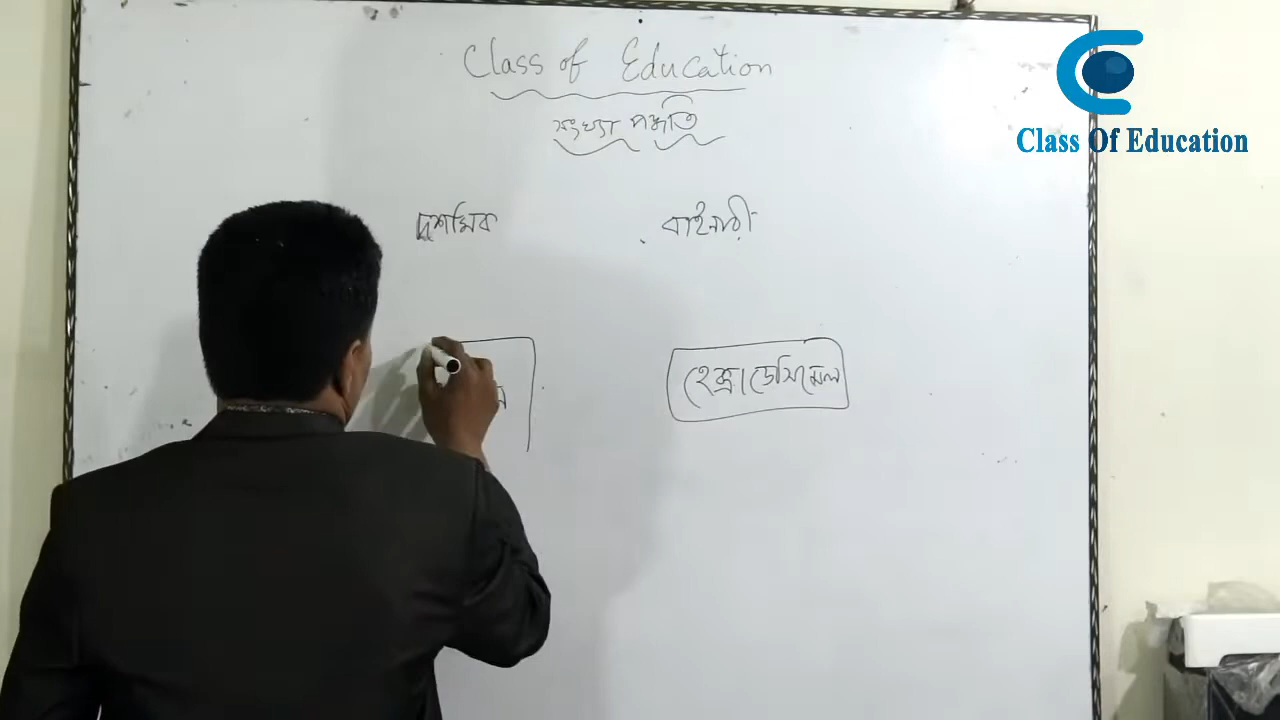 Class of Education
সংখ্যা পদ্ধতি
Class Of Education
দশমিক বাইনারী
হেক্সাডেসিমেল